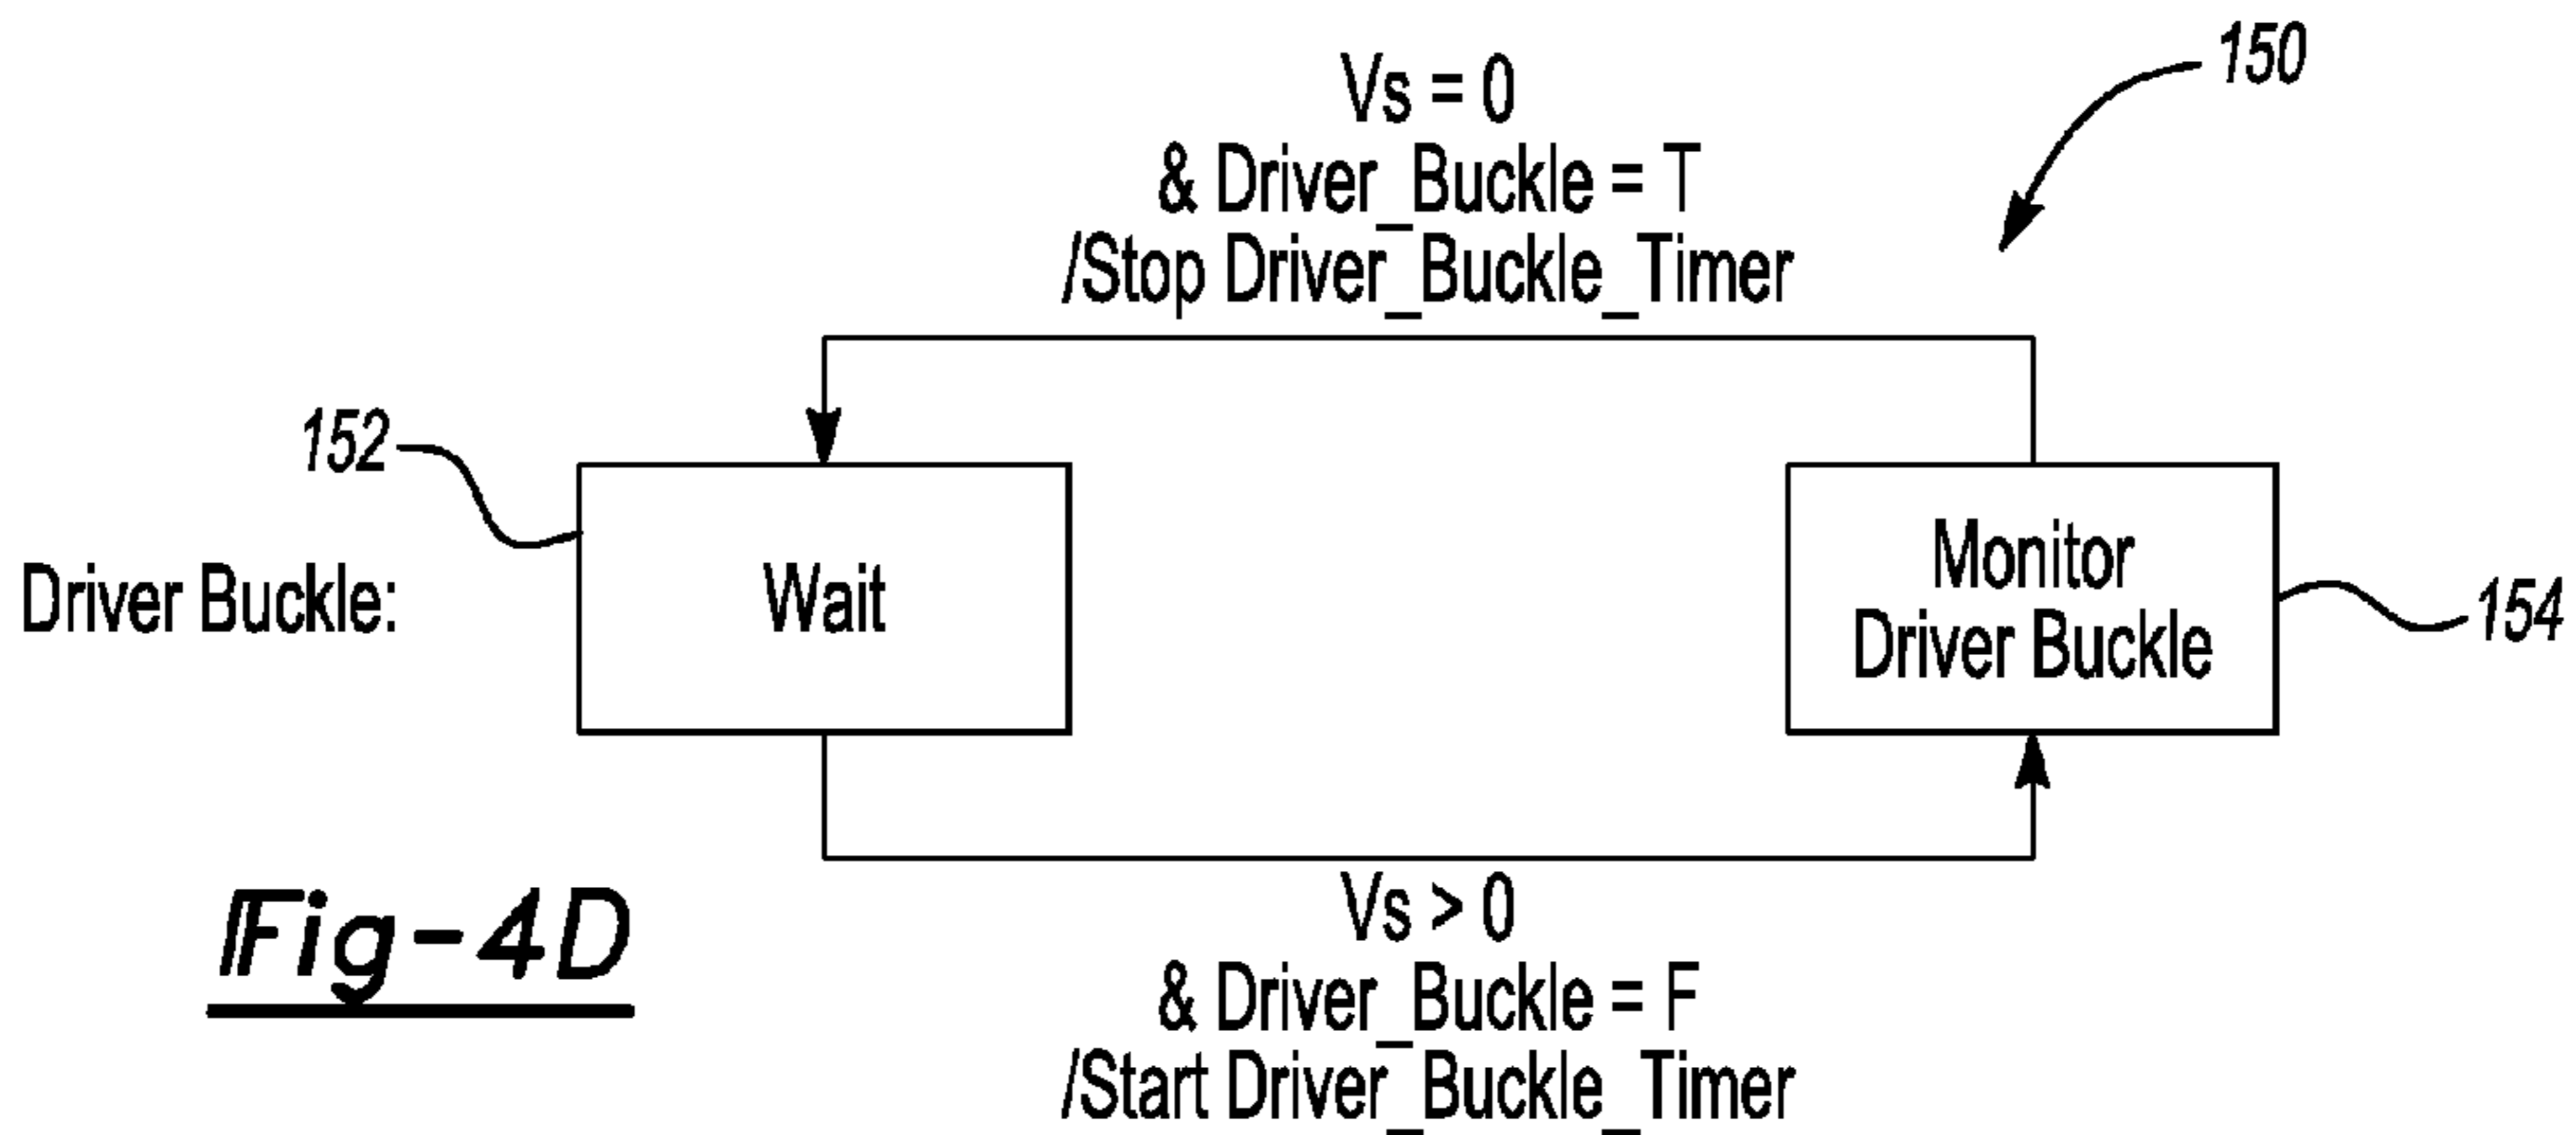 150
Vs = 0
& Driver_Buckle = T
/Stop Driver_Buckle_Timer
152
Driver Buckle:
Wait
Monitor
Driver Buckle
154
Vs > 0
& Driver_Buckle = F
/Start Driver_Buckle_Timer
Fig-4D